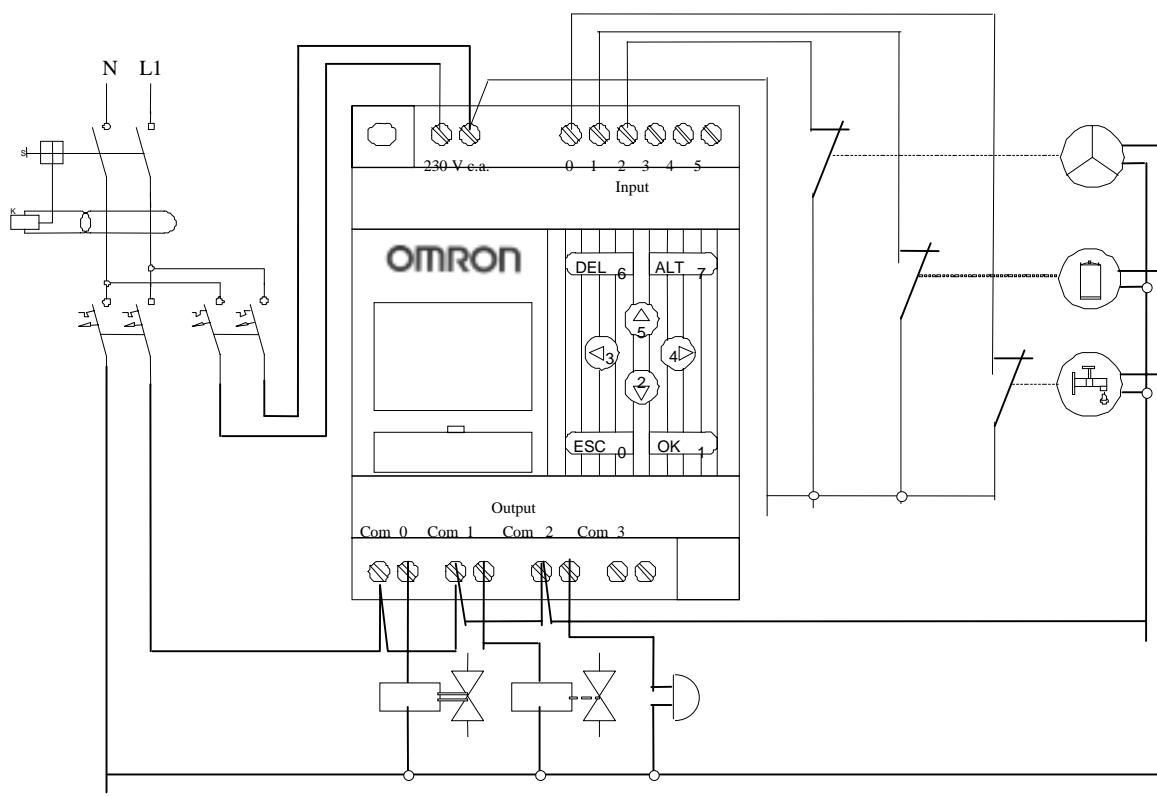 N L1
230 V c.a.
0 1 2 3 4 5
Input
S
K
OMRON
DEL 6 ALT 7
5
3 4
2
ESC 0 OK 1
Output
Com 0 Com 1 Com 2 Com 3